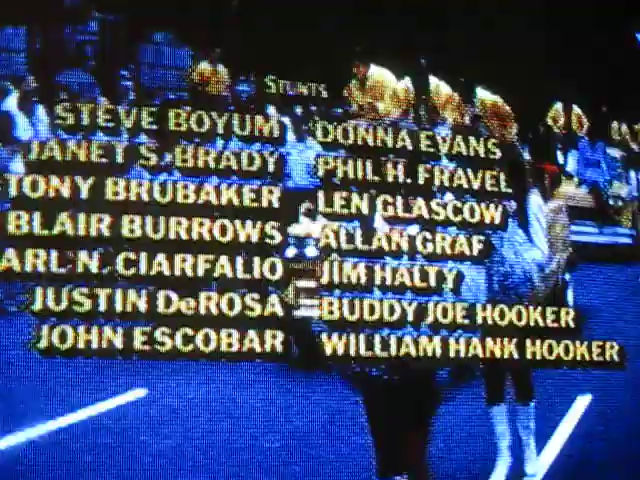 STUNTS
STEVE BOYUM
JANET S. BRADY
TONY BRUBAKER
BLAIR BURROWS
ARL N. CIARFALIO
JUSTIN DeROSA
JOHN ESCOBAR
DONNA EVANS
PHIL H. FRAVEL
LEN GLASCOW
ALLAN GRAF
JIM HALTY
BUDDY JOE HOOKER
WILLIAM HANK HOOKER